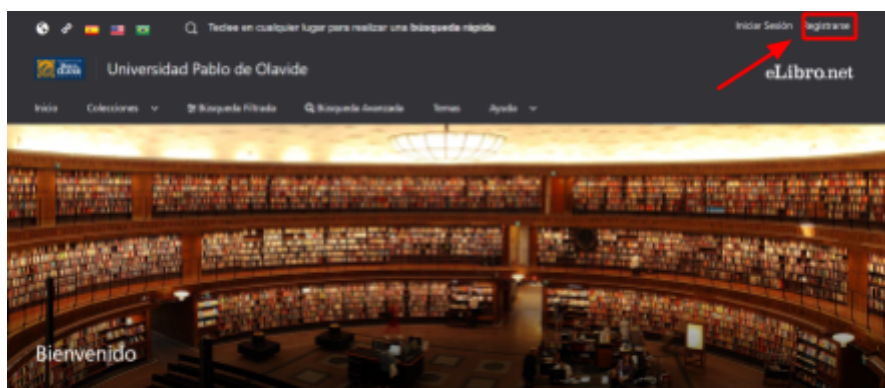 Teclee en cualquier lugar para realizar una búsqueda rápida
Iniciar Sesión Registrarse
Universidad Pablo de Olavide
eLibro.net
Inicio Colecciones Búsqueda Filtrada Búsqueda Avanzada Temas Ayuda
Bienvenido